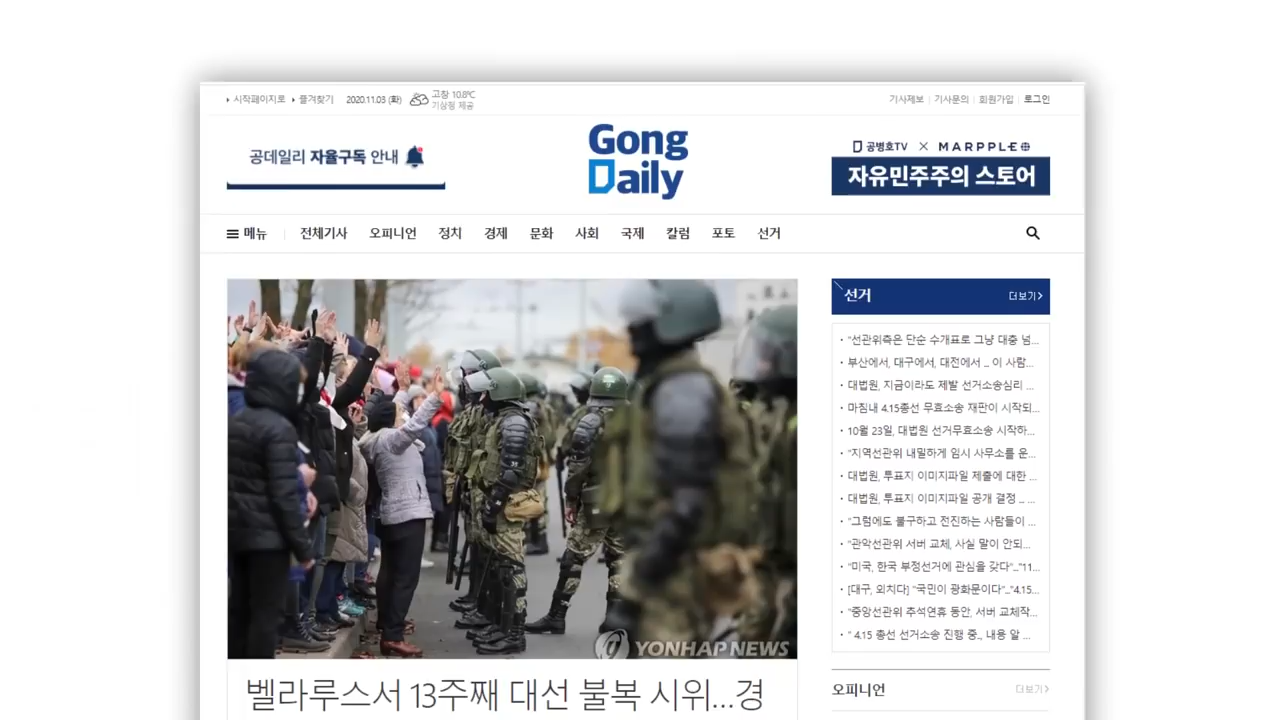 시작페이지로 즐겨찾기 2020.11.03 (화) 고창 10.8℃
기상청 제공
기사제보 | 기사문의 | 회원가입 | 로그인
공데일리 자율구독 안내
Gong
Daily
공병호TV × MARPPLE
자유민주주의 스토어
메뉴 전체기사 오피니언 정치 경제 문화 사회 국제 칼럼 포토 선거
YONHAP NEWS
벨라루스서 13주째 대선 불복 시위...경
선거 더보기
· "선관위측은 단순 수개표로 그냥 대충 넘...
· 부산에서, 대구에서, 대전에서 ... 이 사람...
· 대법원, 지금이라도 제발 선거소송심리 ...
· 마침내 4.15총선 무효소송 재판이 시작되...
· 10월 23일, 대법원 선거무효소송 시작하...
· "지역선관위 내밀하게 임시 사무소를 운...
· 대법원, 투표지 이미지파일 제출에 대한 ...
· 대법원, 투표지 이미지파일 공개 결정 ... ...
· "그럼에도 불구하고 전진하는 사람들이 ...
· "관악선관위 서버 교체, 사실 말이 안되...
· "미국, 한국 부정선거에 관심을 갖다"..."11...
· [대구, 외치다] "국민이 광화문이다"..."4.15...
· "중앙선관위 추석연휴 동안, 서버 교체작...
· " 4.15 총선 선거소송 진행 중., 내용 알 ...
오피니언 더보기